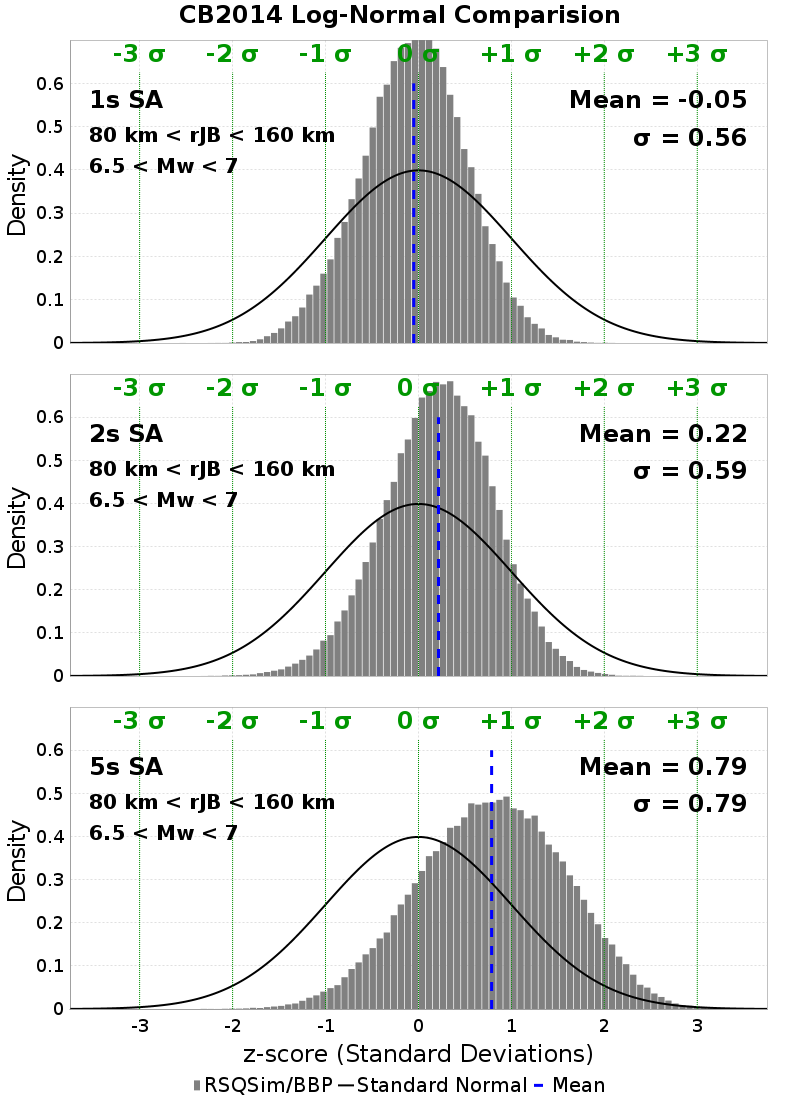 CB2014 Log-Normal Comparision
-3 σ -2 σ -1 σ 0 σ +1 σ +2 σ +3 σ
1s SA
80 km < rJB < 160 km
6.5 < Mw < 7
Mean = -0.05
σ = 0.56
Density
0.6
0.5
0.4
0.3
0.2
0.1
0
-3 σ -2 σ -1 σ 0 σ +1 σ +2 σ +3 σ
2s SA
80 km < rJB < 160 km
6.5 < Mw < 7
Mean = 0.22
σ = 0.59
Density
0.6
0.5
0.4
0.3
0.2
0.1
0
-3 σ -2 σ -1 σ 0 σ +1 σ +2 σ +3 σ
5s SA
80 km < rJB < 160 km
6.5 < Mw < 7
Mean = 0.79
σ = 0.79
Density
0.6
0.5
0.4
0.3
0.2
0.1
0
-3 -2 -1 0 1 2 3
z-score (Standard Deviations)
RSQSim/BBP Standard Normal Mean